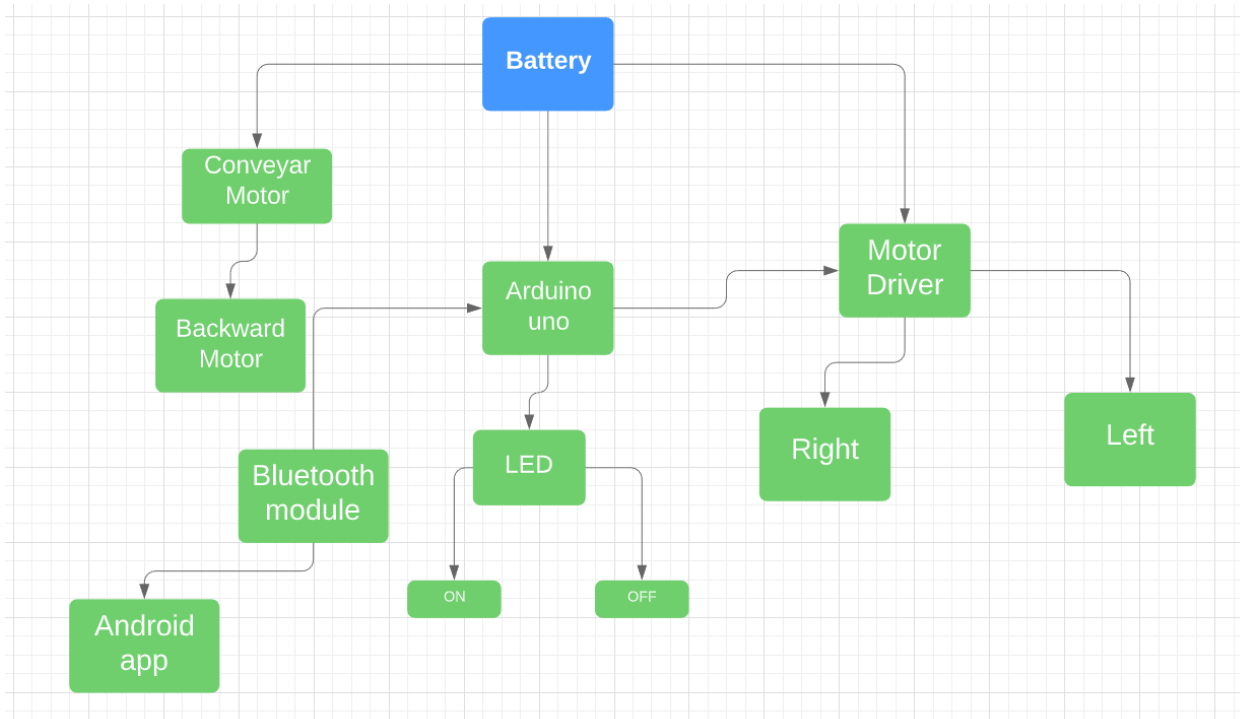 Battery
Conveyar
Motor
Motor
Driver
Arduino
uno
Backward
Motor
Right
Left
LED
Bluetooth
module
ON
OFF
Android
app